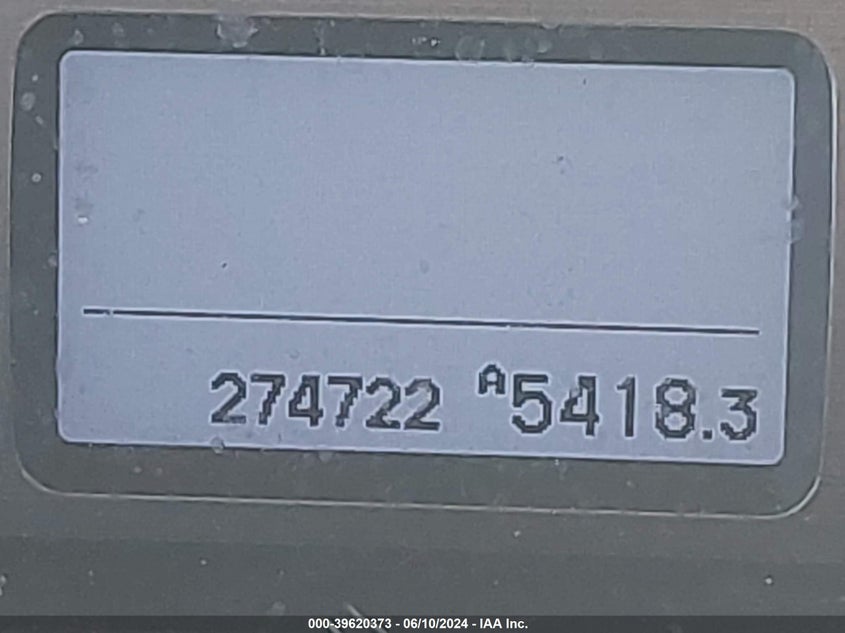 274722 A5418.3
000-39620373 - 06/10/2024 - IAA Inc.